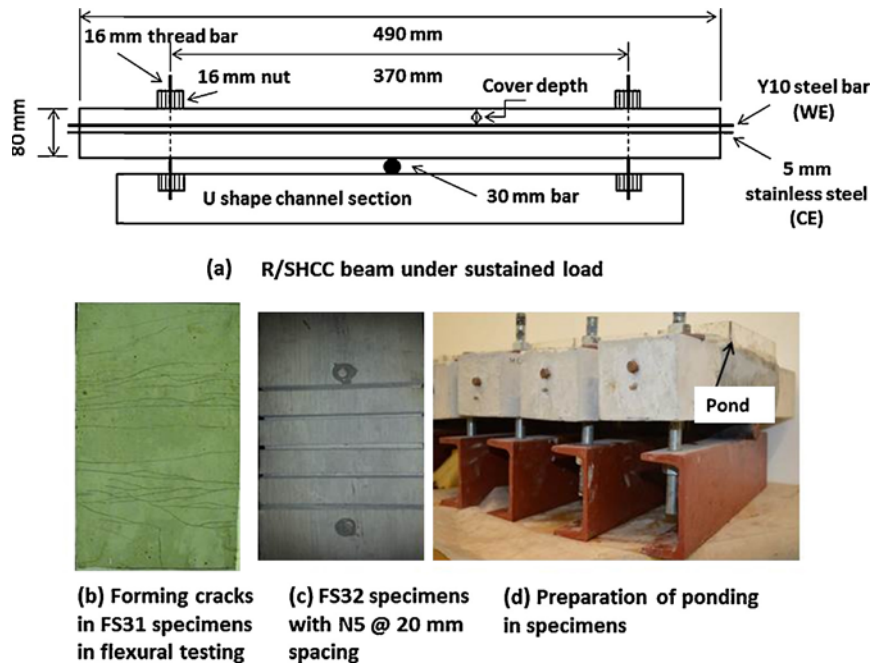 490 mm
16 mm thread bar
370 mm
16 mm nut
Cover depth
Y10 steel bar
(WE)
80 mm
5 mm
stainless steel
(CE)
U shape channel section
30 mm bar
(a) R/SHCC beam under sustained load
Pond
(b) Forming cracks
in FS31 specimens
in flexural testing
(c) FS32 specimens
with N5 @ 20 mm
spacing
(d) Preparation of ponding
in specimens